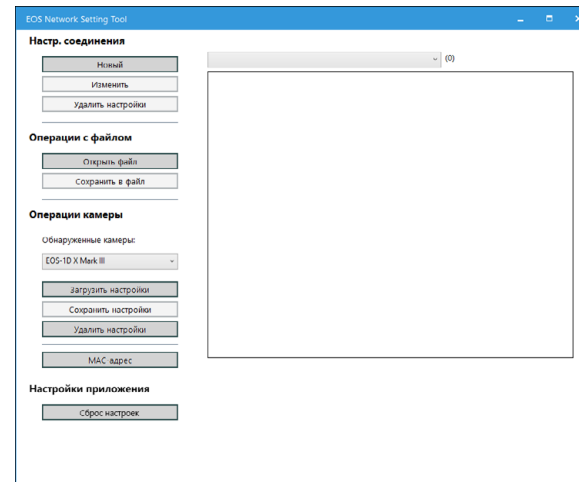 EOS Network Setting Tool
Настр. соединения
(0)
Новый
Изменить
Удалить настройки
Операции с файлом
Открыть файл
Сохранить в файл
Операции камеры
Обнаруженные камеры:
EOS-1D X Mark III
Загрузить настройки
Сохранить настройки
Удалить настройки
MAC-адрес
Настройки приложения
Сброс настроек